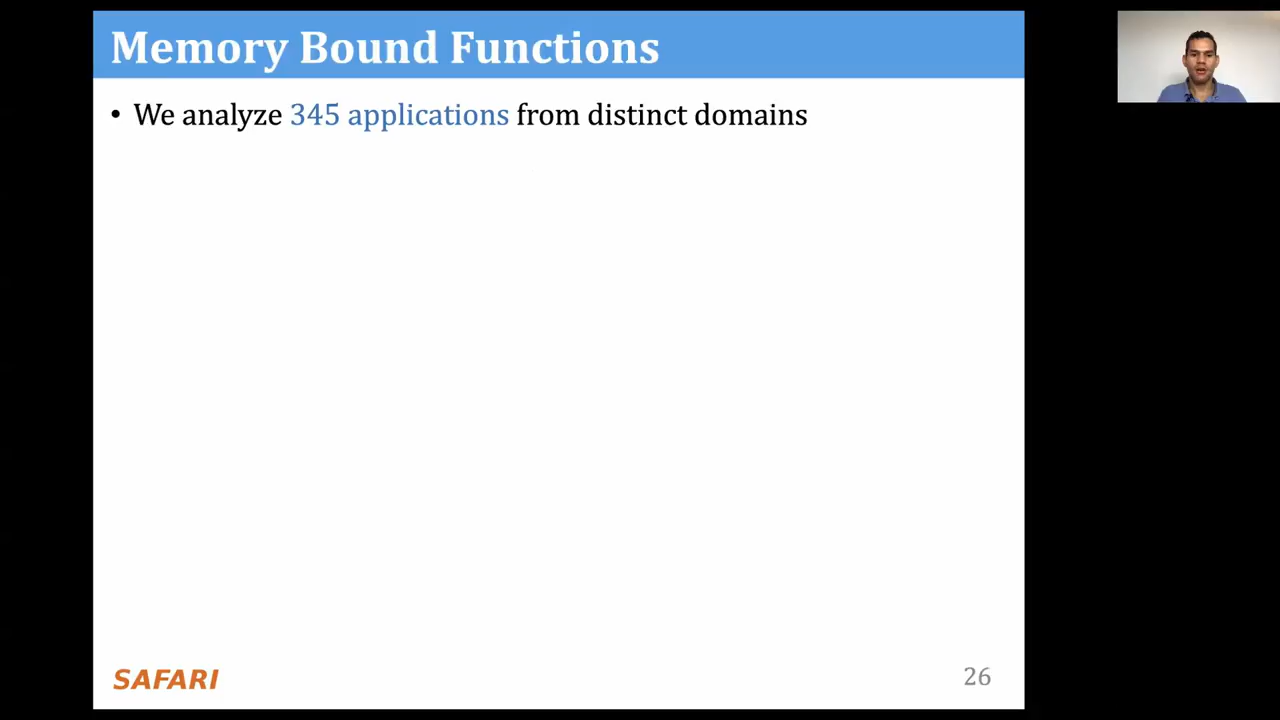 Memory Bound Functions
• We analyze 345 applications from distinct domains
SAFARI
26